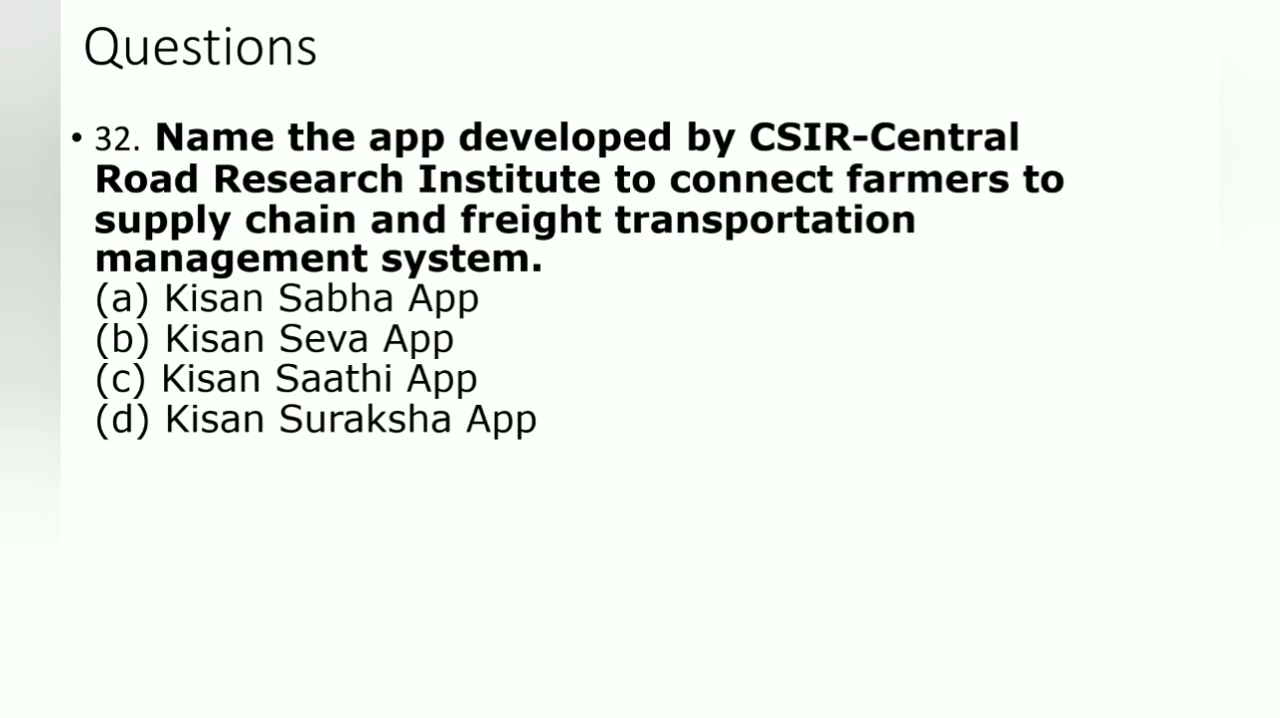 Questions
• 32. Name the app developed by CSIR-Central
Road Research Institute to connect farmers to
supply chain and freight transportation
management system.
(a) Kisan Sabha App
(b) Kisan Seva App
(c) Kisan Saathi App
(d) Kisan Suraksha App